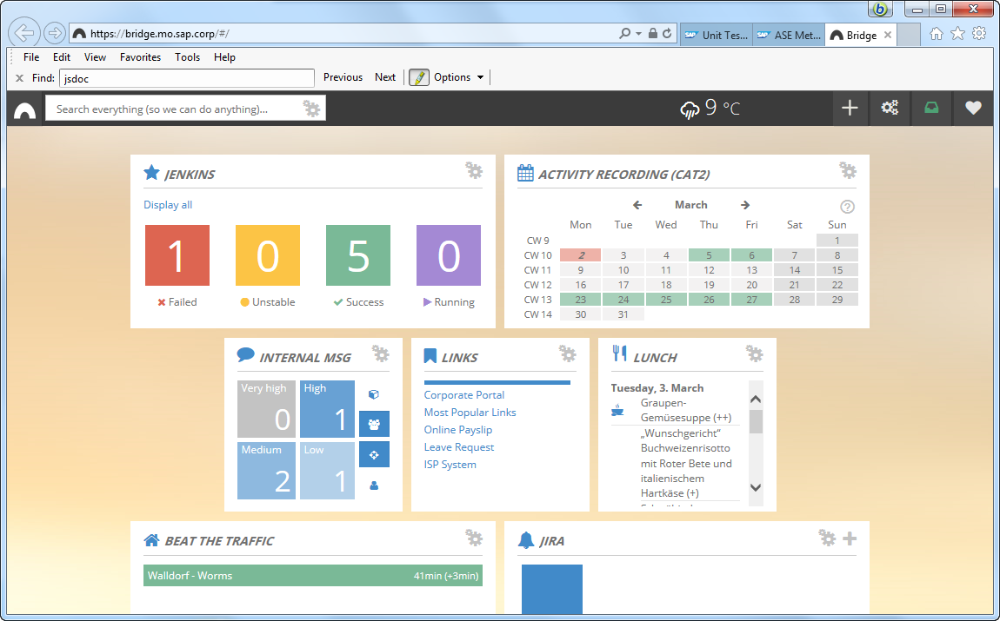 https://bridge.mo.sap.corp/#/
Unit Tes...
ASE Met...
Bridge
File Edit View Favorites Tools Help
Find: jsdoc Previous Next Options
Search everything (so we can do anything)...
9 °C
JENKINS
Display all
1 0 5 0
Failed Unstable Success Running
ACTIVITY RECORDING (CAT2)
March
Mon Tue Wed Thu Fri Sat Sun
CW 9 1
CW 10 2 3 4 5 6 7 8
CW 11 9 10 11 12 13 14 15
CW 12 16 17 18 19 20 21 22
CW 13 23 24 25 26 27 28 29
CW 14 30 31
INTERNAL MSG
Very high 0
High 1
Medium 2
Low 1
LINKS
Corporate Portal
Most Popular Links
Online Payslip
Leave Request
ISP System
LUNCH
Tuesday, 3. March
Graupen-
Gemüsesuppe (++)
„Wunschgericht“
Buchweizenrisotto
mit Roter Bete und
italienischem
Hartkäse (+)
BEAT THE TRAFFIC
Walldorf - Worms 41min (+3min)
JIRA